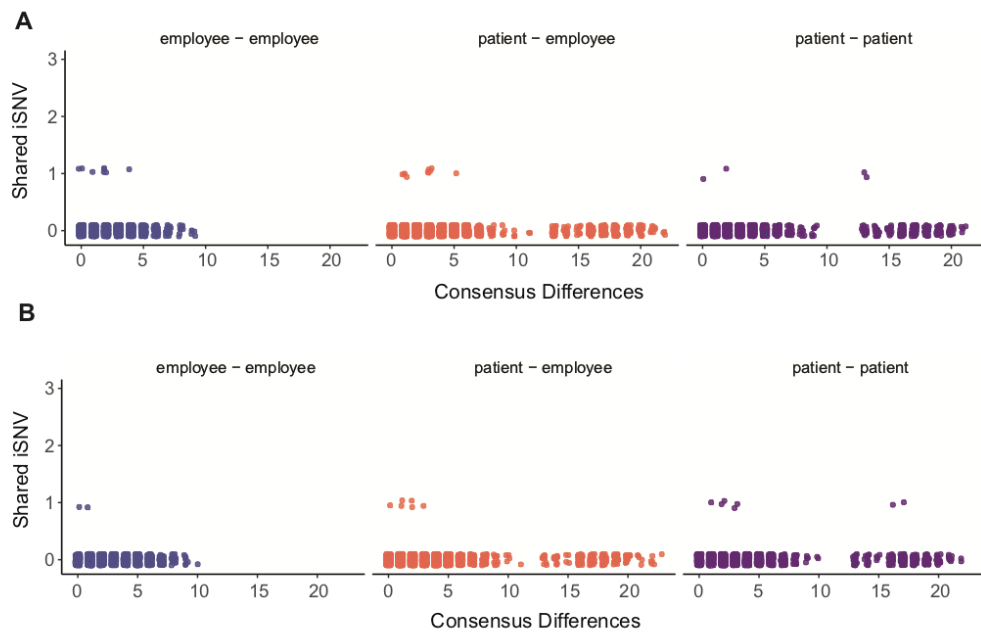 A
employee − employee
patient − employee
patient − patient
Shared iSNV
3
2
1
0
0 5 10 15 20
0 5 10 15 20
0 5 10 15 20
Consensus Differences
B
employee − employee
patient − employee
patient − patient
Shared iSNV
3
2
1
0
0 5 10 15 20
0 5 10 15 20
0 5 10 15 20
Consensus Differences